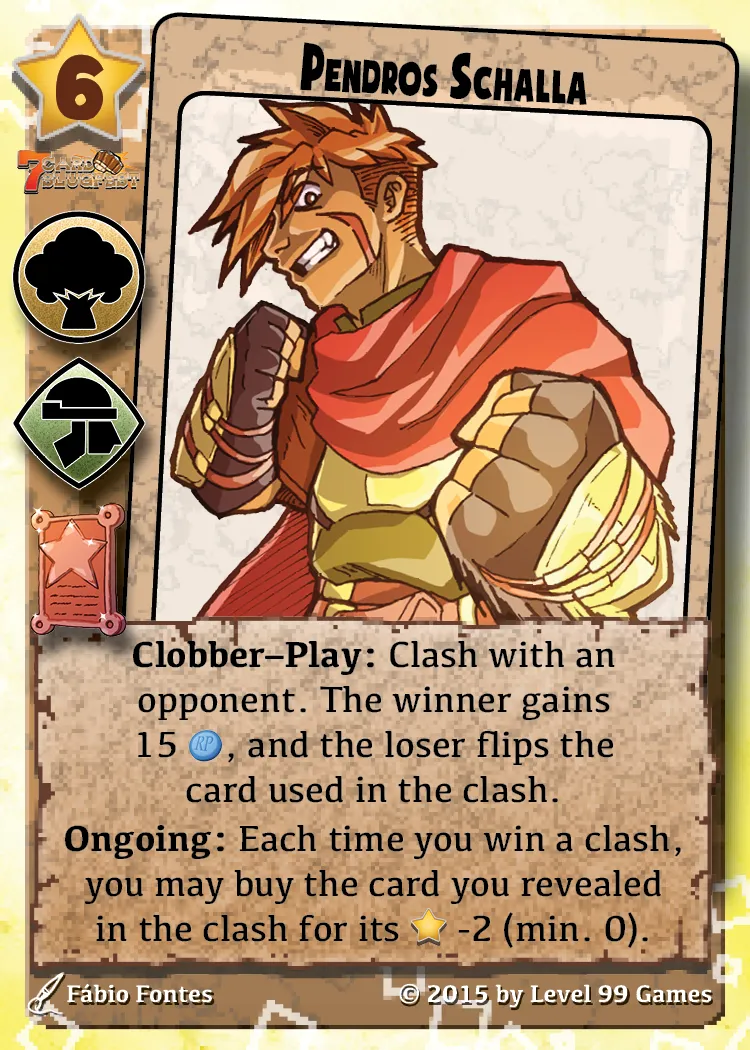 6
Pendros Schalla
7 Card Slugfest
Clobber–Play: Clash with an
opponent. The winner gains
15 RP, and the loser flips the
card used in the clash.
Ongoing: Each time you win a clash,
you may buy the card you revealed
in the clash for its -2 (min. 0).
Fábio Fontes
© 2015 by Level 99 Games